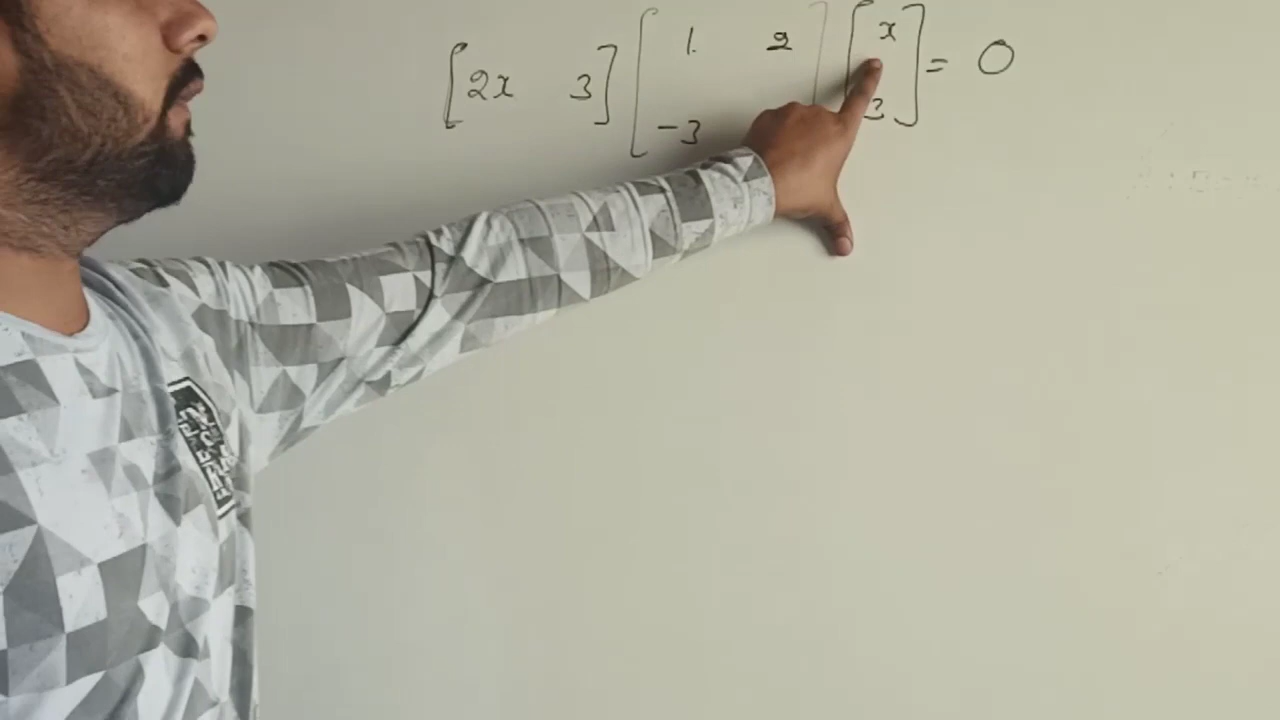 [2x 3] [1 2] [x] = 0
-3 3